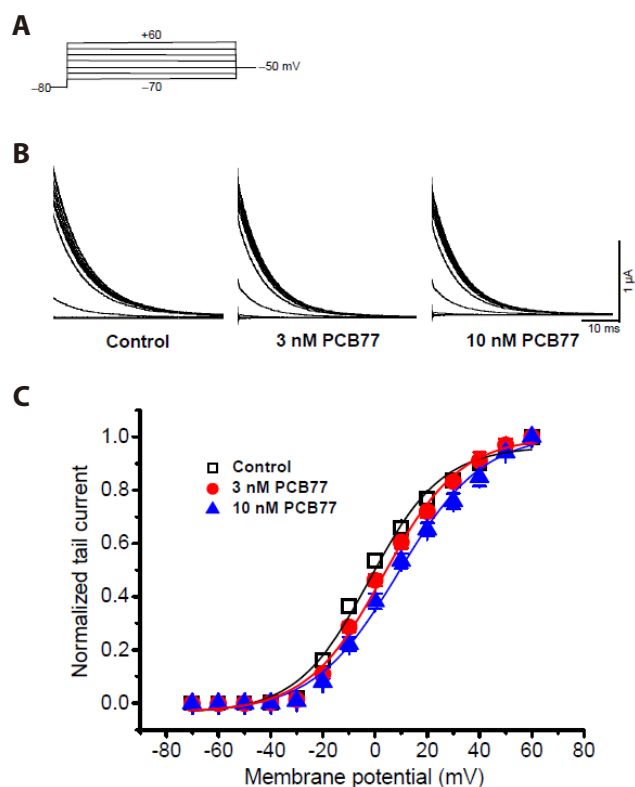 A
+60
−50 mV
−80
−70
B
1 µA
10 ms
Control
3 nM PCB77
10 nM PCB77
C
Normalized tail current
1.0
0.8
0.6
0.4
0.2
0.0
Control
3 nM PCB77
10 nM PCB77
-80 -60 -40 -20 0 20 40 60 80
Membrane potential (mV)